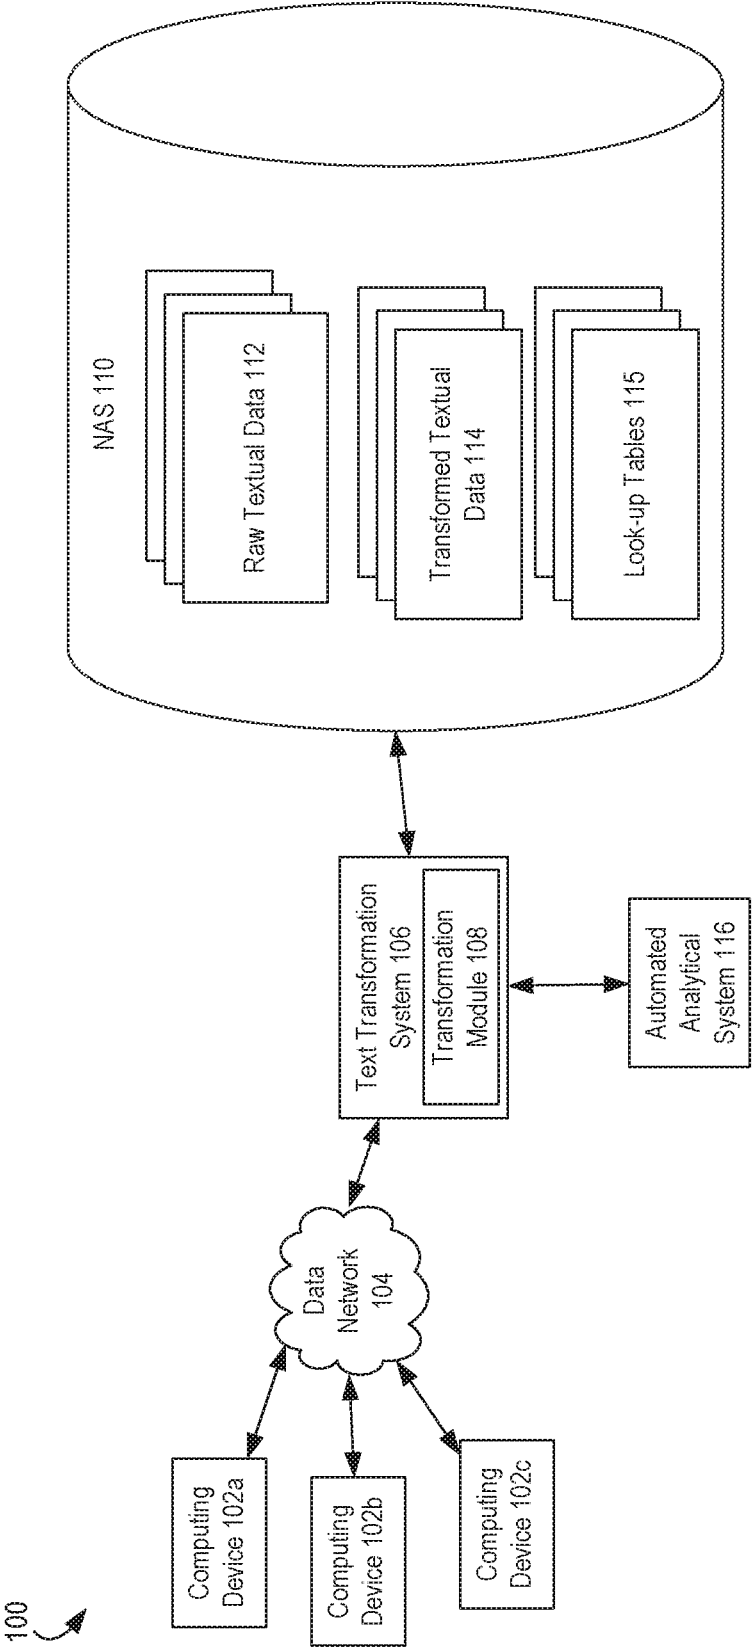 100
Computing
Device 102a
Computing
Device 102b
Computing
Device 102c
Data
Network
104
Text Transformation
System 106
Transformation
Module 108
Automated
Analytical
System 116
NAS 110
Raw Textual Data 112
Transformed Textual
Data 114
Look-up Tables 115